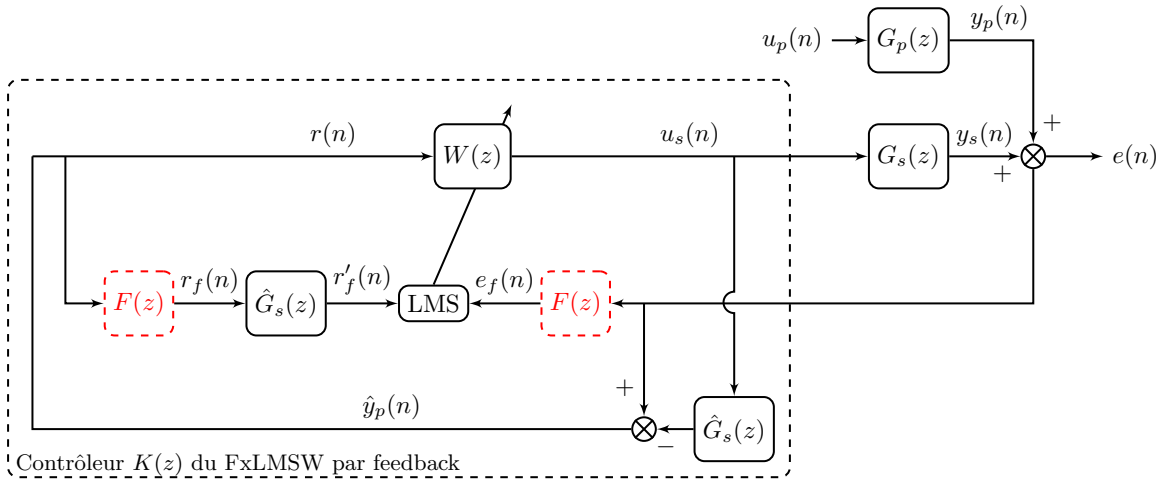 y_p(n)
u_p(n)
G_p(z)
+
r(n)
W(z)
u_s(n)
G_s(z)
y_s(n)
+
e(n)
F(z)
r_f(n)
Ĝ_s(z)
r'_f(n)
LMS
e_f(n)
F(z)
+
ŷ_p(n)
−
Ĝ_s(z)
Contrôleur K(z) du FxLMSW par feedback